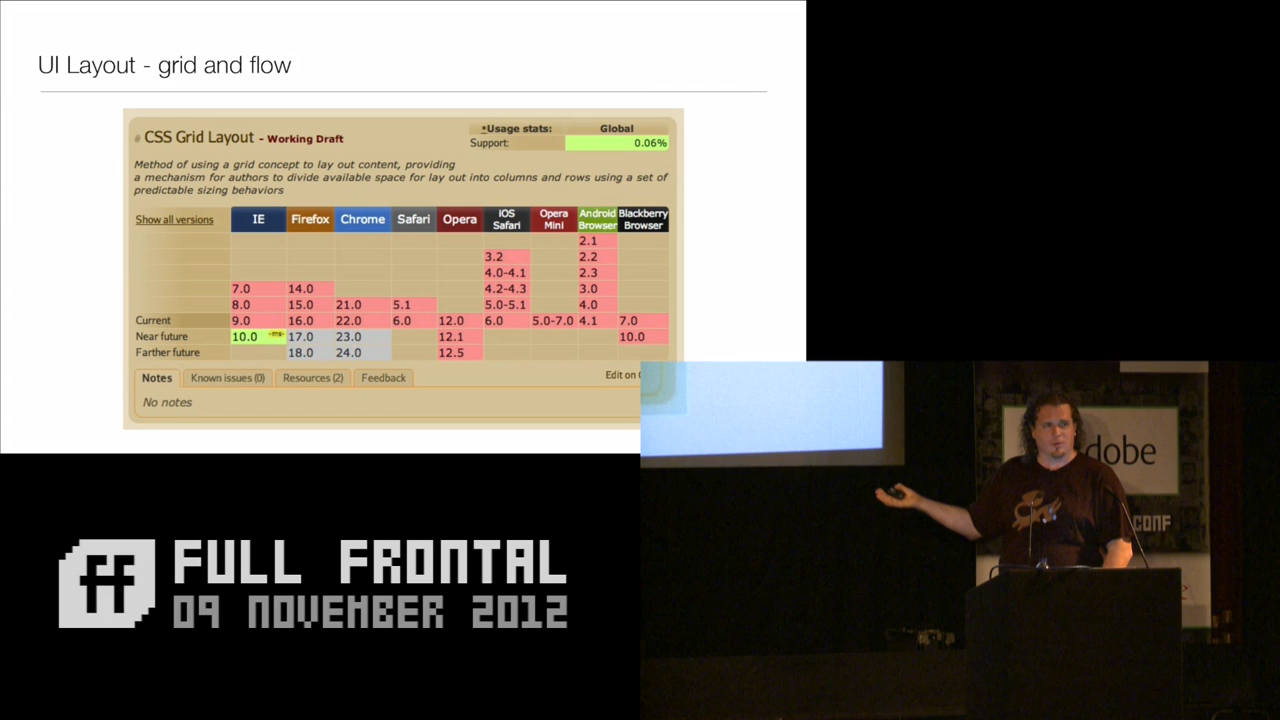 UI Layout - grid and flow
# CSS Grid Layout - Working Draft
*Usage stats: Global
Support: 0.06%
Method of using a grid concept to lay out content, providing
a mechanism for authors to divide available space for lay out into columns and rows using a set of
predictable sizing behaviors
Show all versions IE Firefox Chrome Safari Opera iOS Safari Opera Mini Android Browser Blackberry Browser
2.1
3.2 2.2
4.0-4.1 2.3
7.0 14.0 4.2-4.3 3.0
8.0 15.0 21.0 5.1 5.0-5.1 4.0
Current 9.0 16.0 22.0 6.0 12.0 6.0 5.0-7.0 4.1 7.0
Near future 10.0 -ms- 17.0 23.0 12.1 10.0
Farther future 18.0 24.0 12.5
Notes Known issues (0) Resources (2) Feedback Edit on
No notes
dobe
CONF
ff FULL FRONTAL
09 NOVEMBER 2012